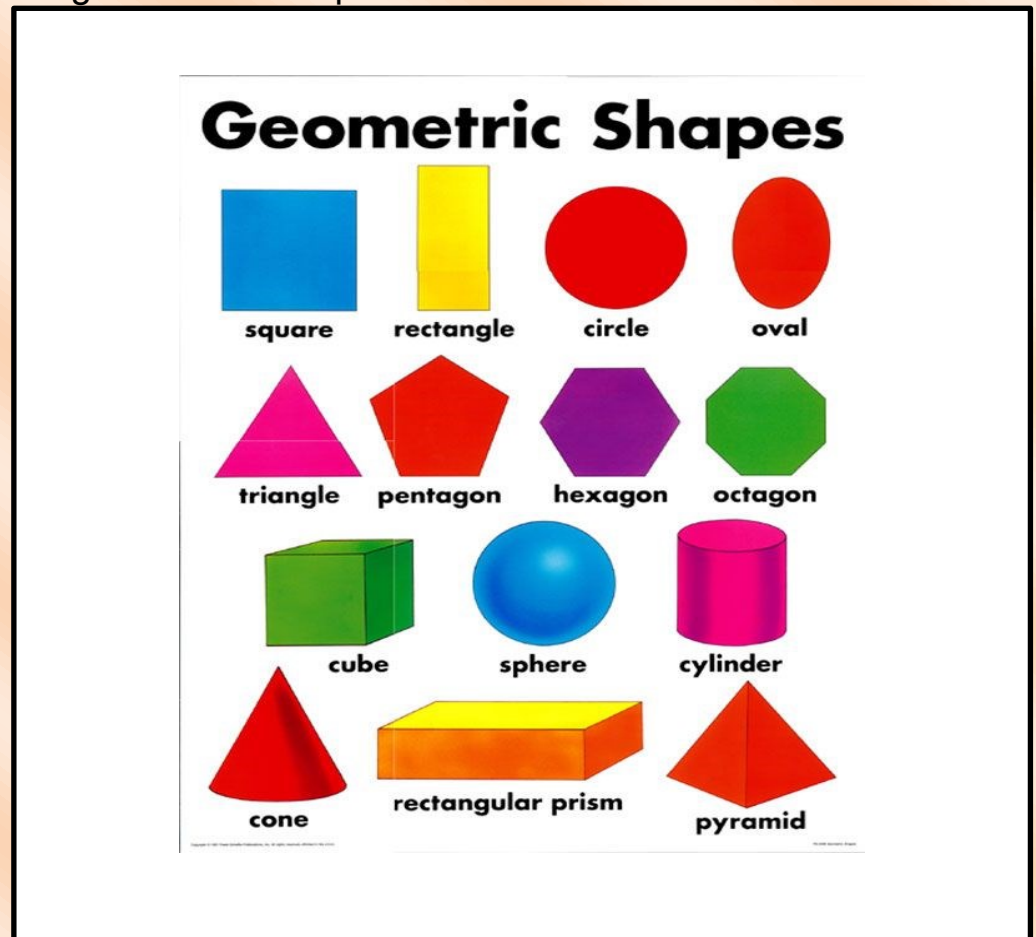 Geometric Shapes
square rectangle circle oval
triangle pentagon hexagon octagon
cube sphere cylinder
cone rectangular prism pyramid